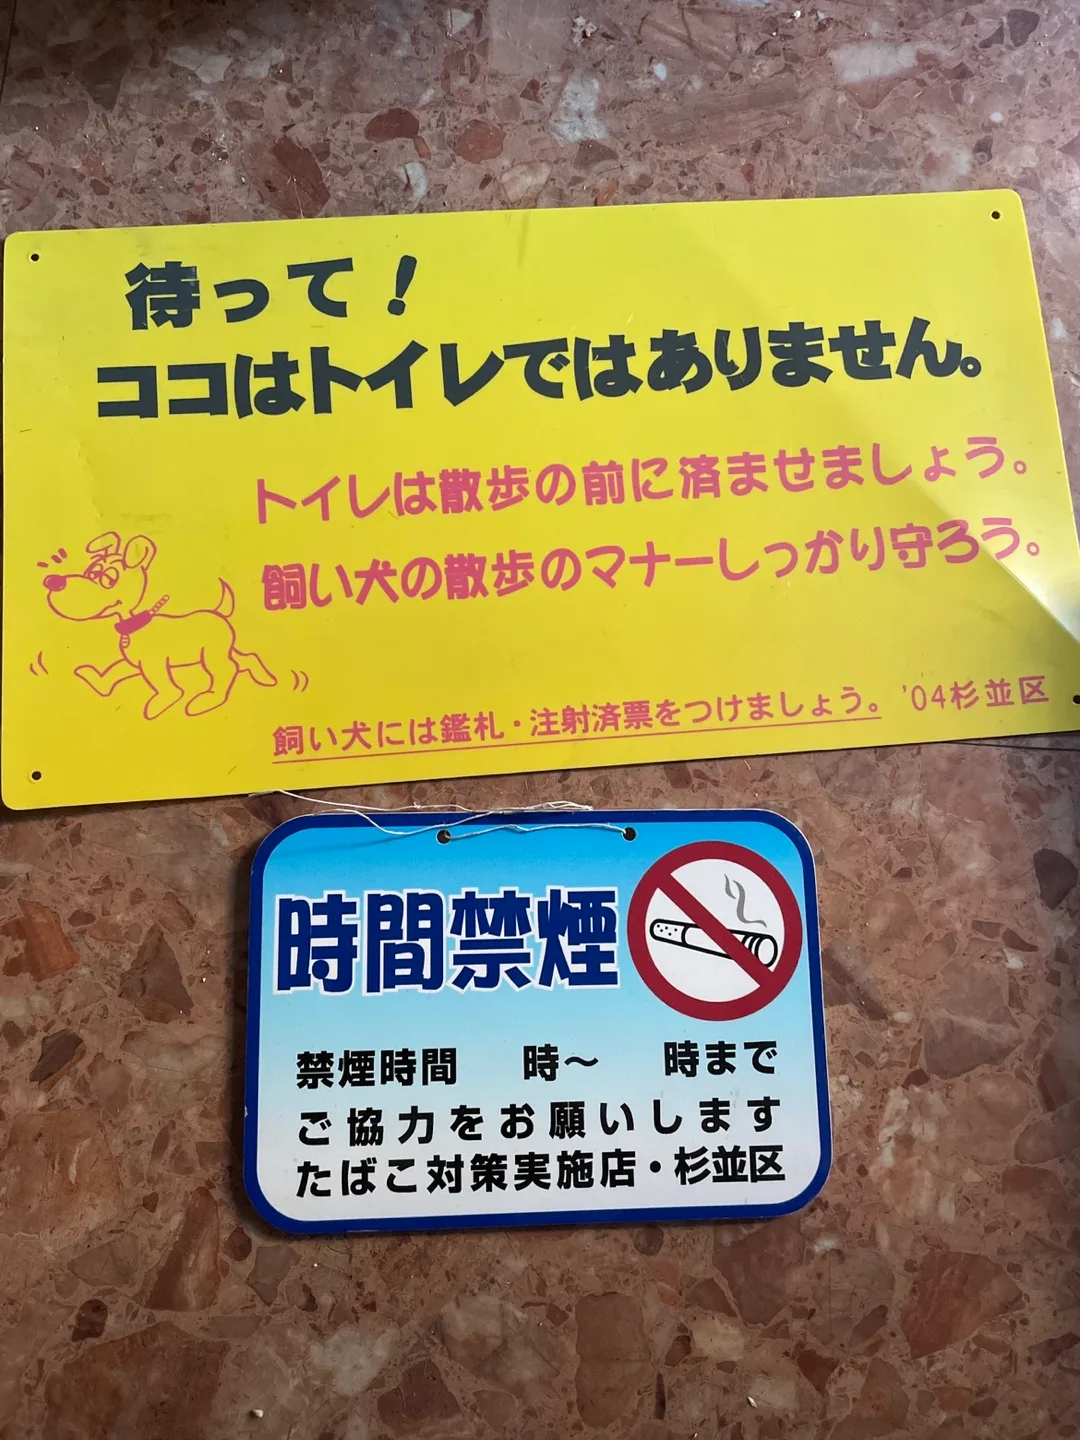 待って！
ココはトイレではありません。
トイレは散歩の前に済ませましょう。
飼い犬の散歩のマナーしっかり守ろう。
飼い犬には鑑札・注射済票をつけましょう。 '04杉並区
時間禁煙
禁煙時間　　時～　　時まで
ご協力をお願いします
たばこ対策実施店・杉並区